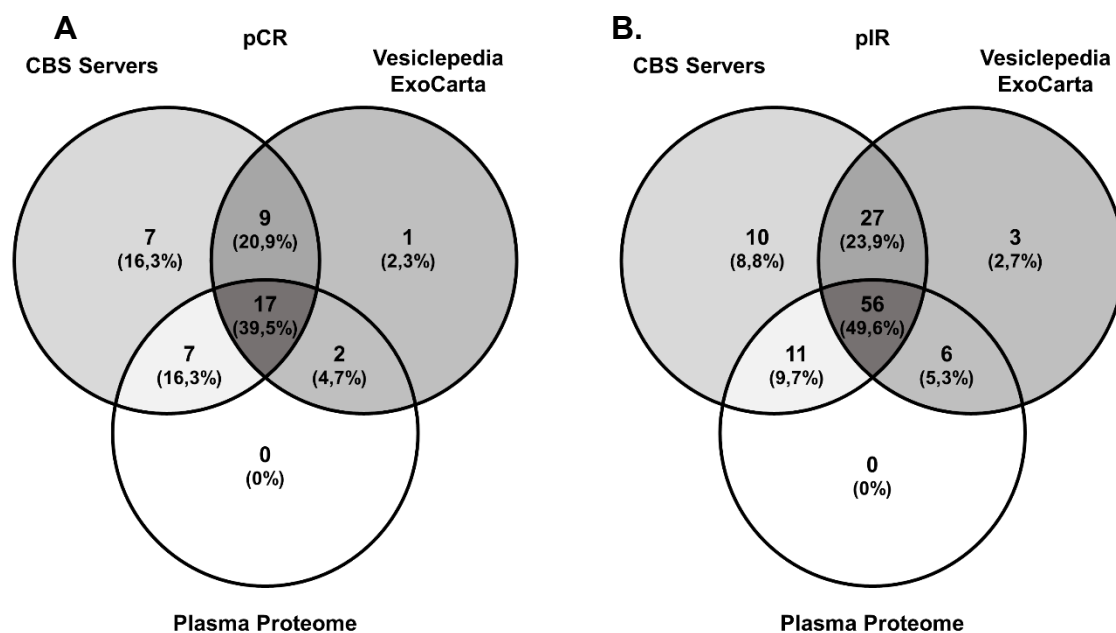 A
pCR
CBS Servers
Vesiclepedia
ExoCarta
7
(16,3%)
9
(20,9%)
1
(2,3%)
17
(39,5%)
7
(16,3%)
2
(4,7%)
0
(0%)
Plasma Proteome
B.
pIR
CBS Servers
Vesiclepedia
ExoCarta
10
(8,8%)
27
(23,9%)
3
(2,7%)
56
(49,6%)
11
(9,7%)
6
(5,3%)
0
(0%)
Plasma Proteome